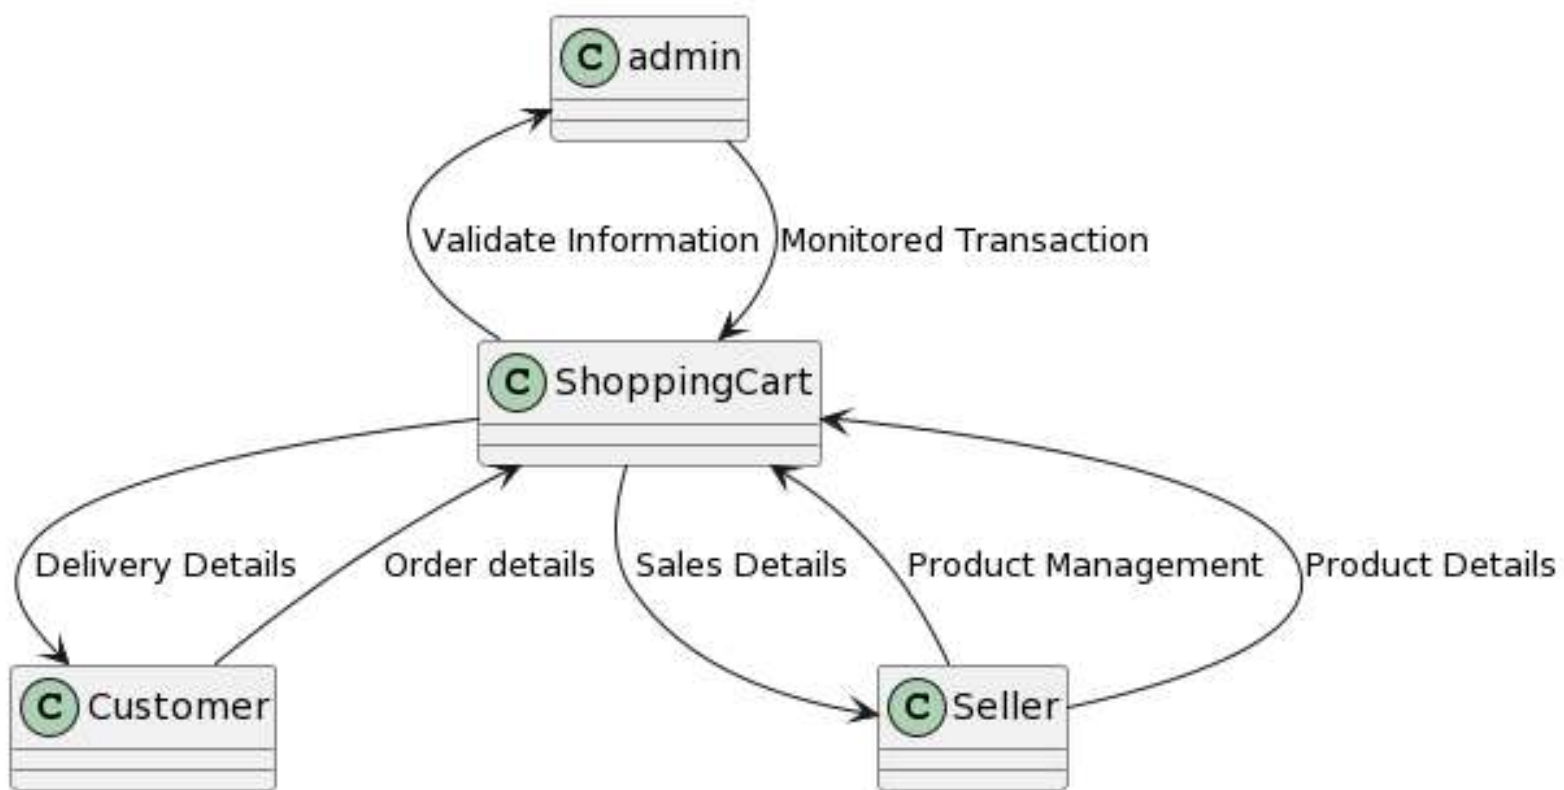 C admin
Validate Information Monitored Transaction
C ShoppingCart
Delivery Details Order details Sales Details Product Management Product Details
C Customer C Seller